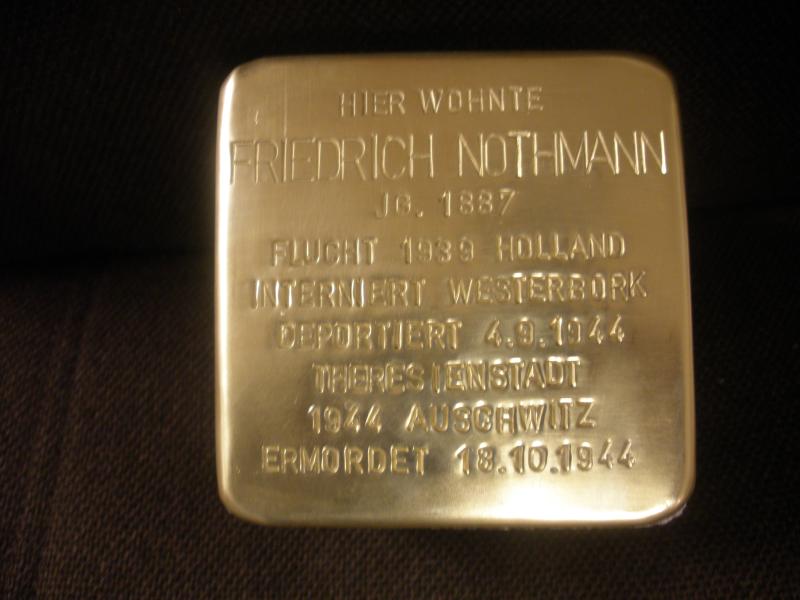 HIER WOHNTE
FRIEDRICH NOTHMANN
JG. 1887
FLUCHT 1939 HOLLAND
INTERNIERT WESTERBORK
DEPORTIERT 4.9.1944
THERESIENSTADT
1944 AUSCHWITZ
ERMORDET 18.10.1944